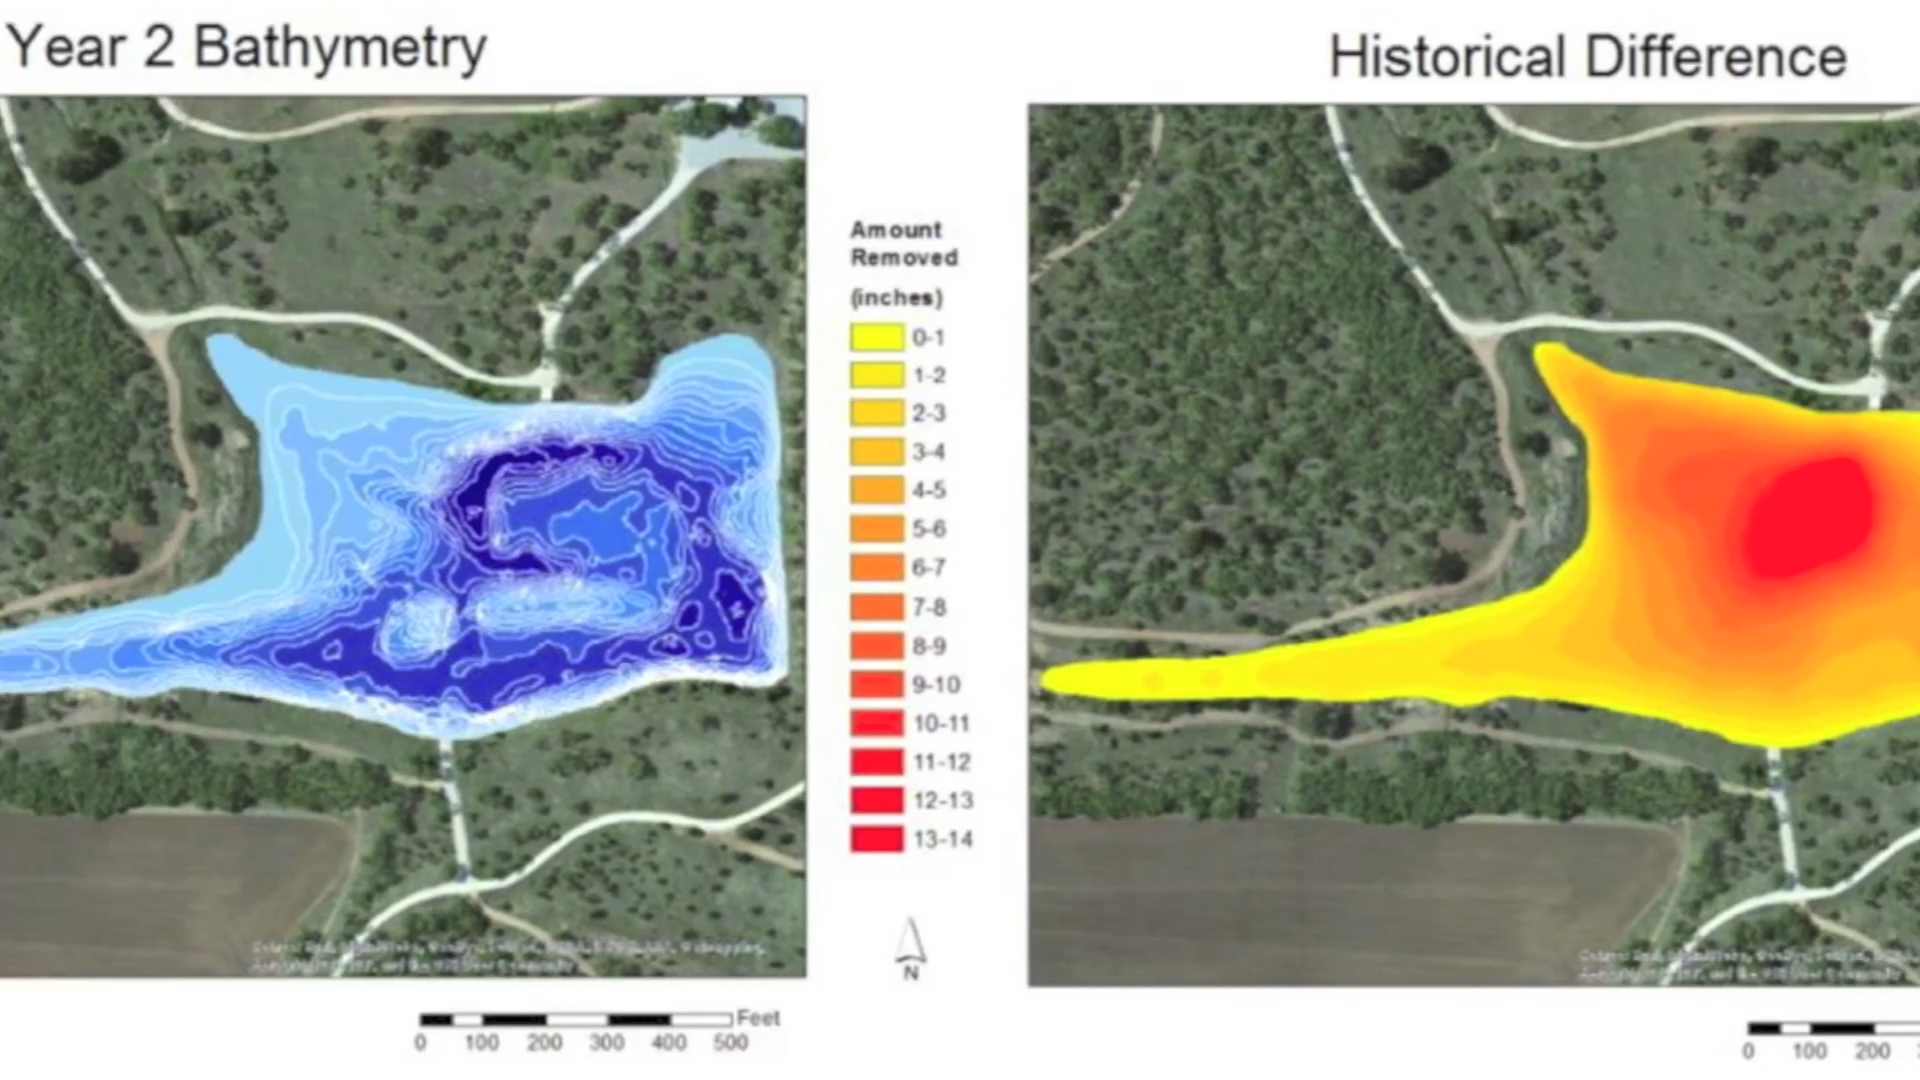 Year 2 Bathymetry
Historical Difference
Amount
Removed
(inches)
0-1
1-2
2-3
3-4
4-5
5-6
6-7
7-8
8-9
9-10
10-11
11-12
12-13
13-14
N
Feet
0 100 200 300 400 500
0 100 200